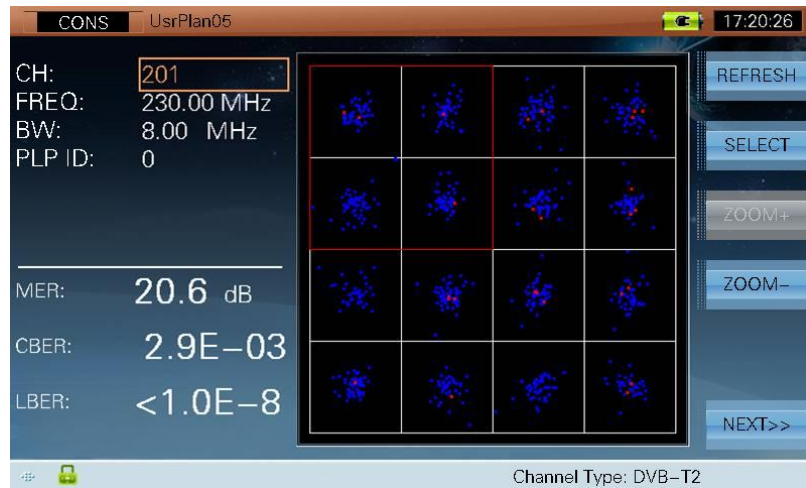 CONS UsrPlan05 17:20:26
CH: 201
FREQ: 230.00 MHz
BW: 8.00 MHz
PLP ID: 0
MER: 20.6 dB
CBER: 2.9E-03
LBER: <1.0E-8
REFRESH
SELECT
ZOOM+
ZOOM-
NEXT>>
Channel Type: DVB-T2